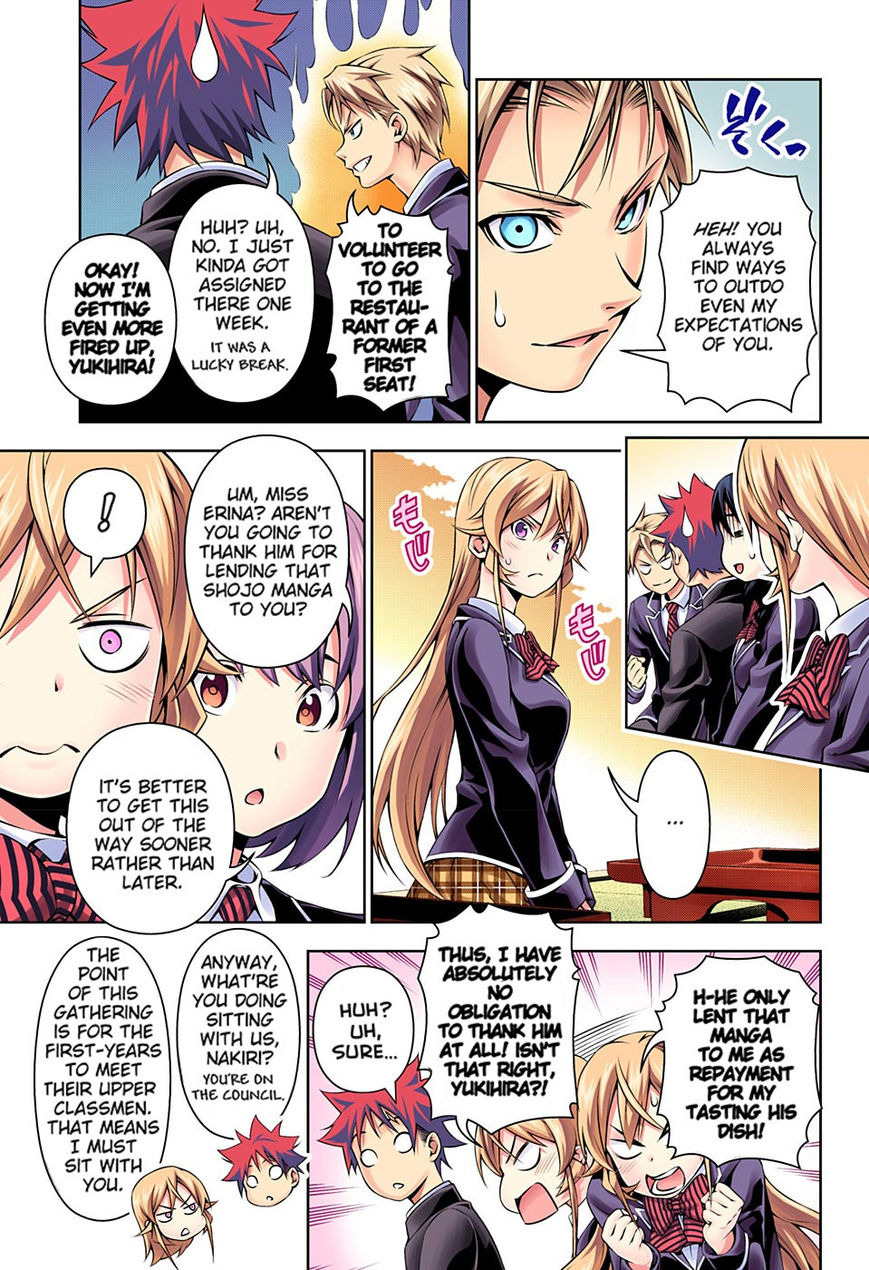 HEH! YOU
ALWAYS
FIND WAYS
TO OUTDO
EVEN MY
EXPECTATIONS
OF YOU.
ぞくっ
TO
VOLUNTEER
TO GO
TO THE
RESTAU-
RANT OF A
FORMER
FIRST
SEAT!
HUH? UH,
NO. I JUST
KINDA GOT
ASSIGNED
THERE ONE
WEEK.
IT WAS A
LUCKY BREAK.
OKAY!
NOW I'M
GETTING
EVEN MORE
FIRED UP,
YUKIHIRA!
もじ
もじ
...
UM, MISS
ERINA? AREN'T
YOU GOING TO
THANK HIM FOR
LENDING THAT
SHOJO MANGA
TO YOU?
!
IT'S BETTER
TO GET THIS
OUT OF THE
WAY SOONER
RATHER THAN
LATER.
H-HE ONLY
LENT THAT
MANGA
TO ME AS
REPAYMENT
FOR MY
TASTING HIS
DISH!
THUS, I HAVE
ABSOLUTELY
NO
OBLIGATION
TO THANK HIM
AT ALL! ISN'T
THAT RIGHT,
YUKIHIRA?!
HUH?
UH,
SURE...
ANYWAY,
WHAT'RE
YOU DOING
SITTING
WITH US,
NAKIRI?
YOU'RE ON
THE COUNCIL.
THE
POINT
OF THIS
GATHERING
IS FOR THE
FIRST-YEARS
TO MEET
THEIR UPPER
CLASSMEN.
THAT MEANS
I MUST
SIT WITH
YOU.